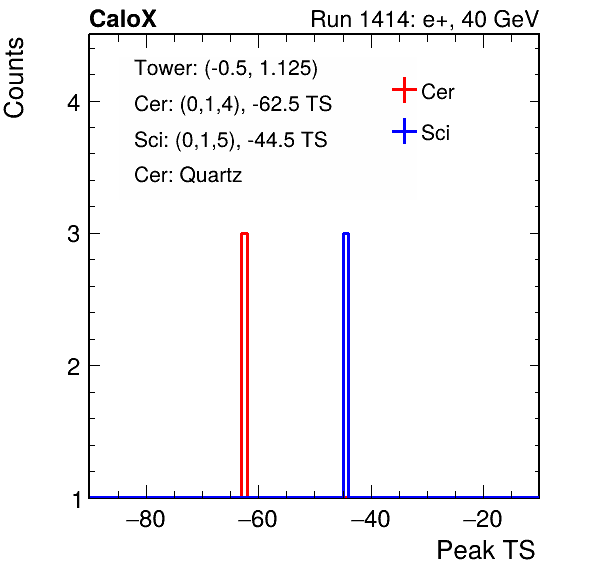 CaloX Run 1414: e+, 40 GeV
Counts
Tower: (-0.5, 1.125)
Cer: (0,1,4), -62.5 TS
Sci: (0,1,5), -44.5 TS
Cer: Quartz
Cer
Sci
4
3
2
1
−80 −60 −40 −20
Peak TS